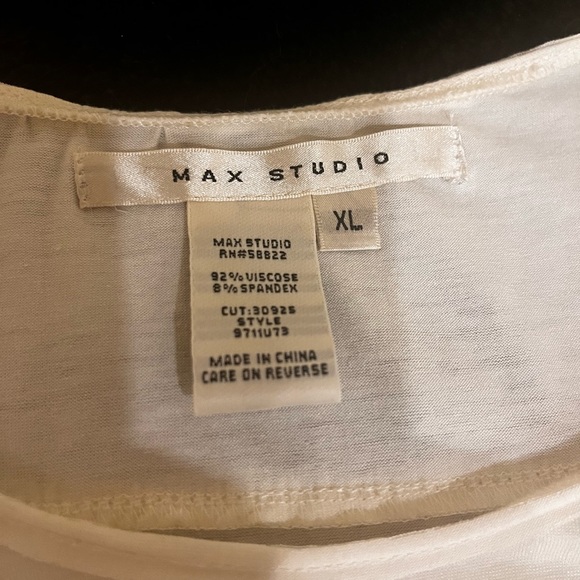 MAX STUDIO
XL
MAX STUDIO
RN#58822
92% VISCOSE
8% SPANDEX
CUT:30925
STYLE
9711U73
MADE IN CHINA
CARE ON REVERSE